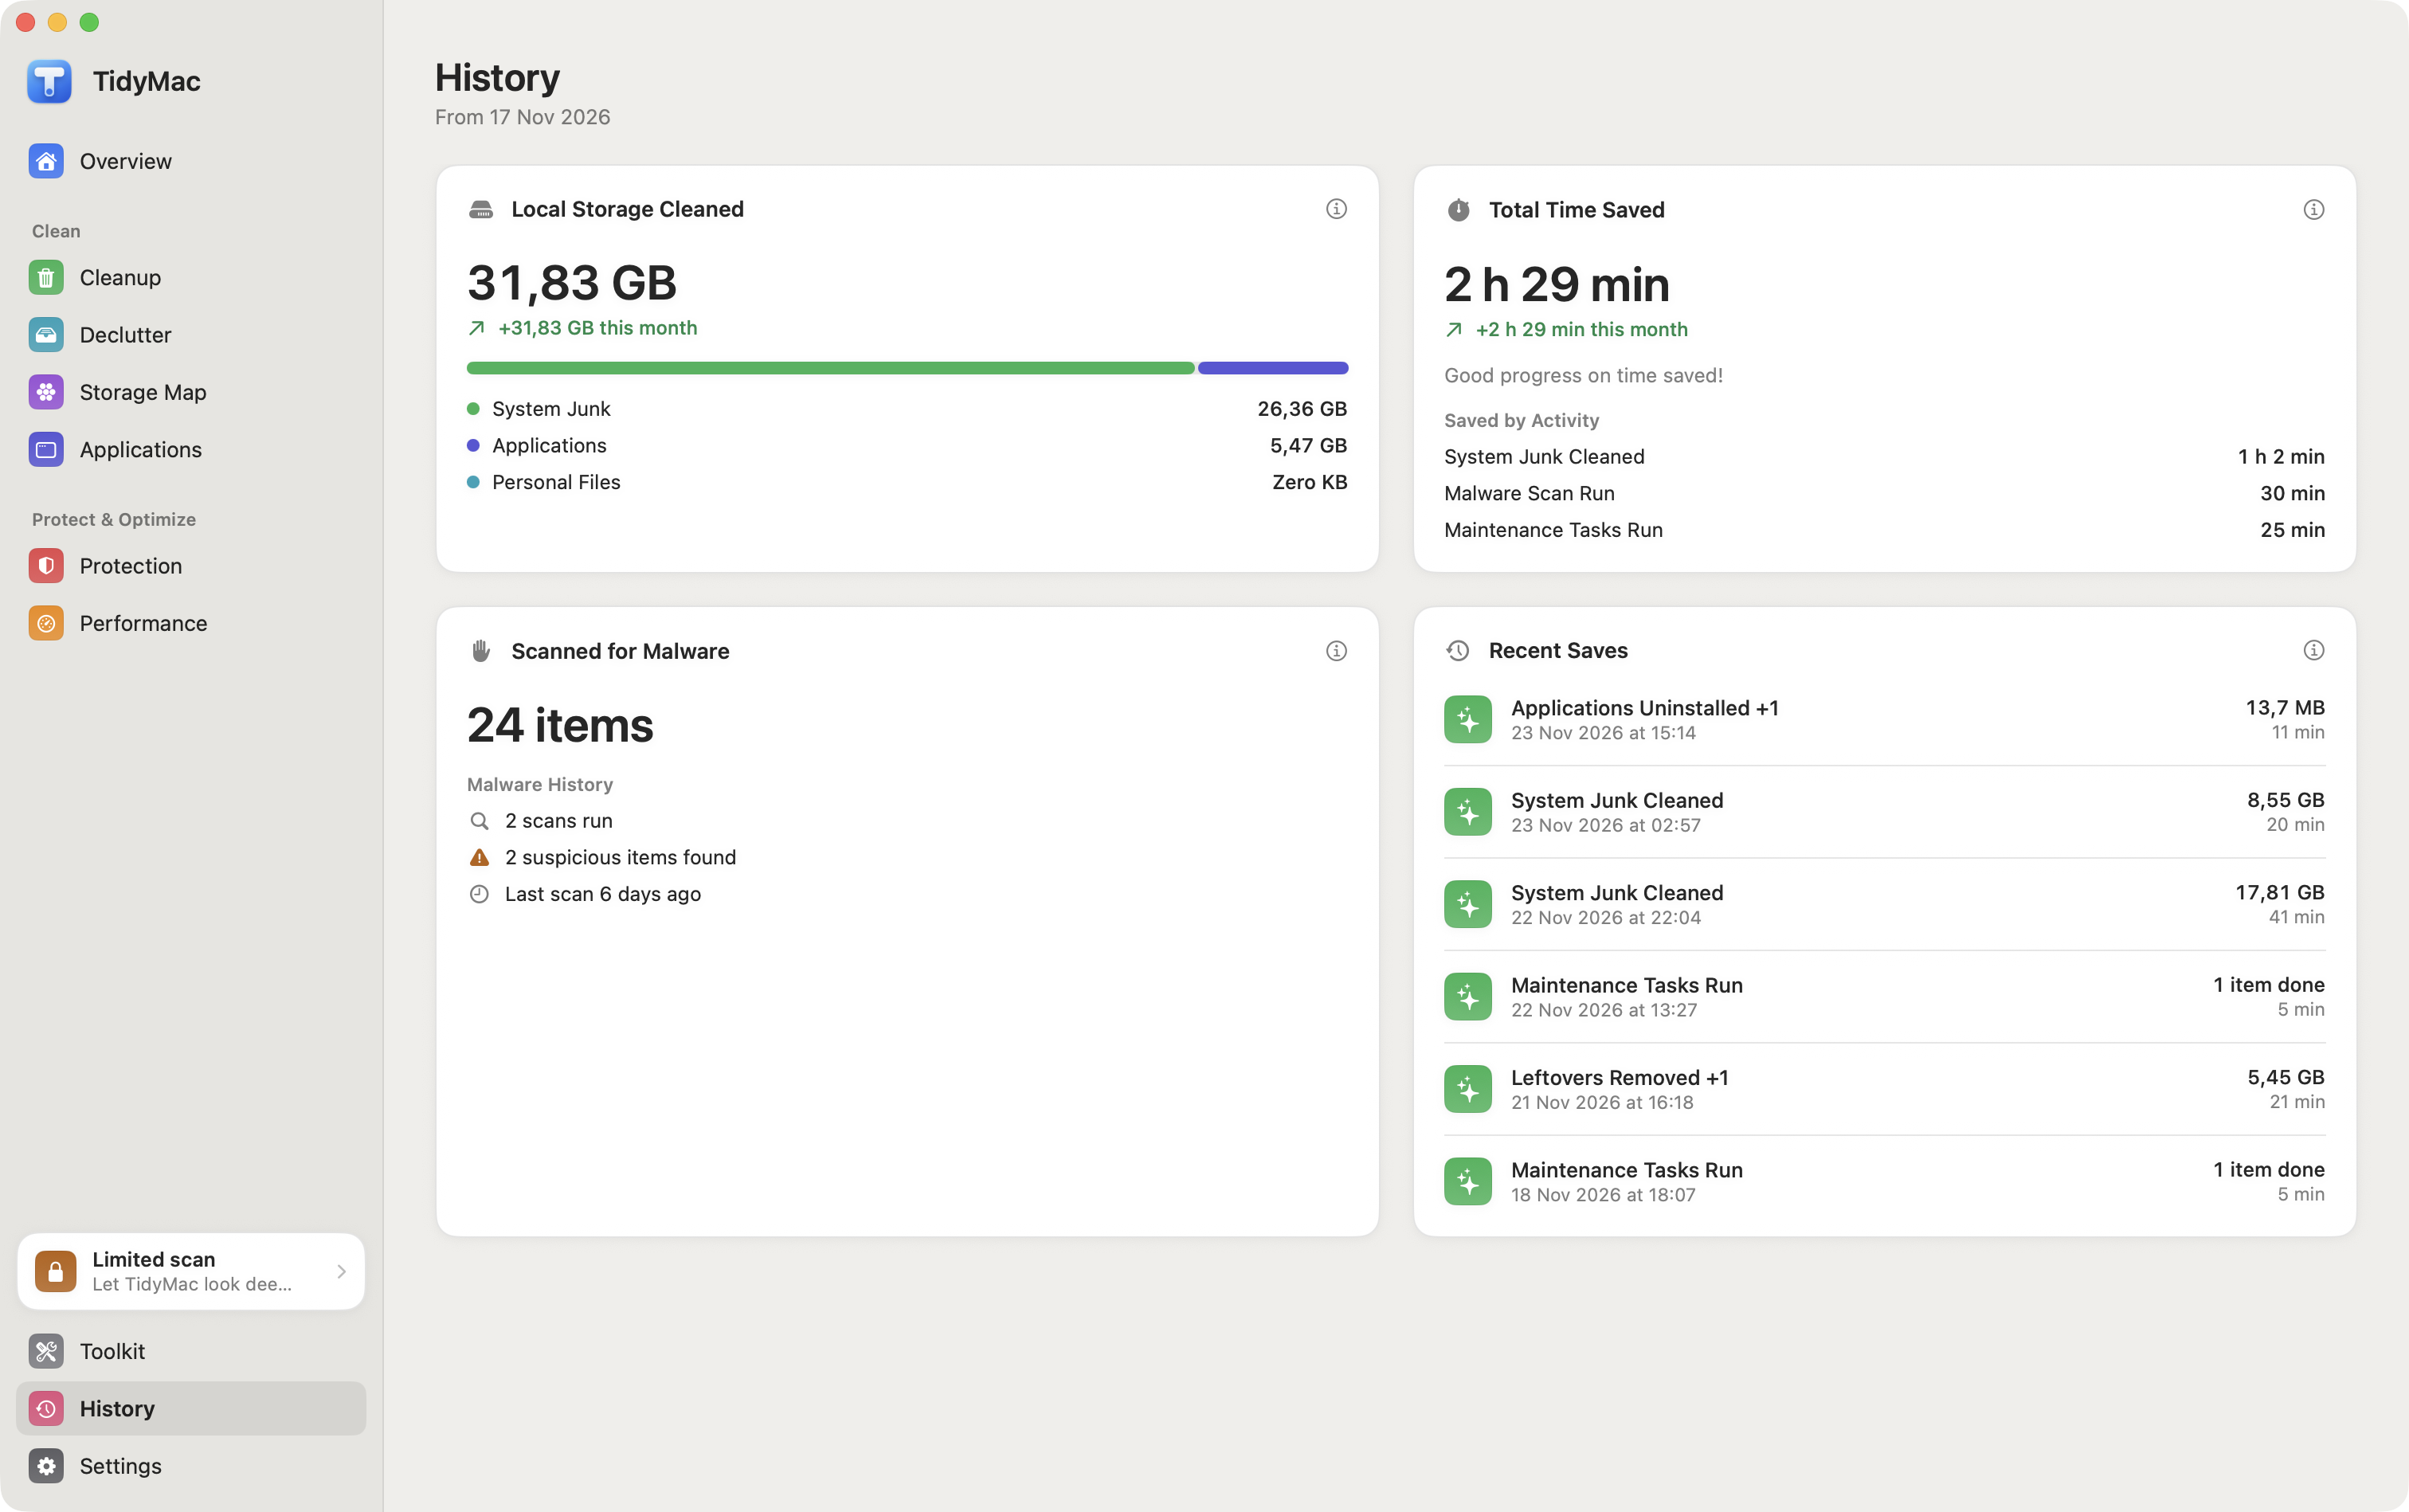 TidyMac
Overview
Clean
Cleanup
Declutter
Storage Map
Applications
Protect & Optimize
Protection
Performance
Limited scan
Let TidyMac look dee...
Toolkit
History
Settings
History
From 17 Nov 2026
Local Storage Cleaned
31,83 GB
+31,83 GB this month
System Junk 26,36 GB
Applications 5,47 GB
Personal Files Zero KB
Total Time Saved
2 h 29 min
+2 h 29 min this month
Good progress on time saved!
Saved by Activity
System Junk Cleaned 1 h 2 min
Malware Scan Run 30 min
Maintenance Tasks Run 25 min
Scanned for Malware
24 items
Malware History
2 scans run
2 suspicious items found
Last scan 6 days ago
Recent Saves
Applications Uninstalled +1 13,7 MB
23 Nov 2026 at 15:14 11 min
System Junk Cleaned 8,55 GB
23 Nov 2026 at 02:57 20 min
System Junk Cleaned 17,81 GB
22 Nov 2026 at 22:04 41 min
Maintenance Tasks Run 1 item done
22 Nov 2026 at 13:27 5 min
Leftovers Removed +1 5,45 GB
21 Nov 2026 at 16:18 21 min
Maintenance Tasks Run 1 item done
18 Nov 2026 at 18:07 5 min